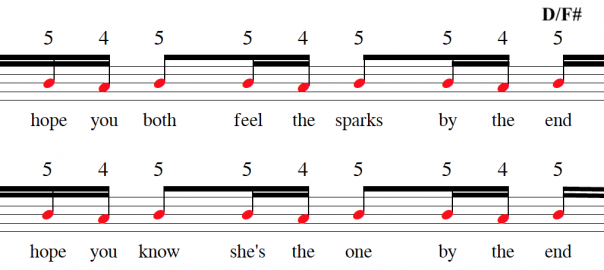 D/F#
5 4 5 5 4 5 5 4 5
hope you both feel the sparks by the end
5 4 5 5 4 5 5 4 5
hope you know she's the one by the end